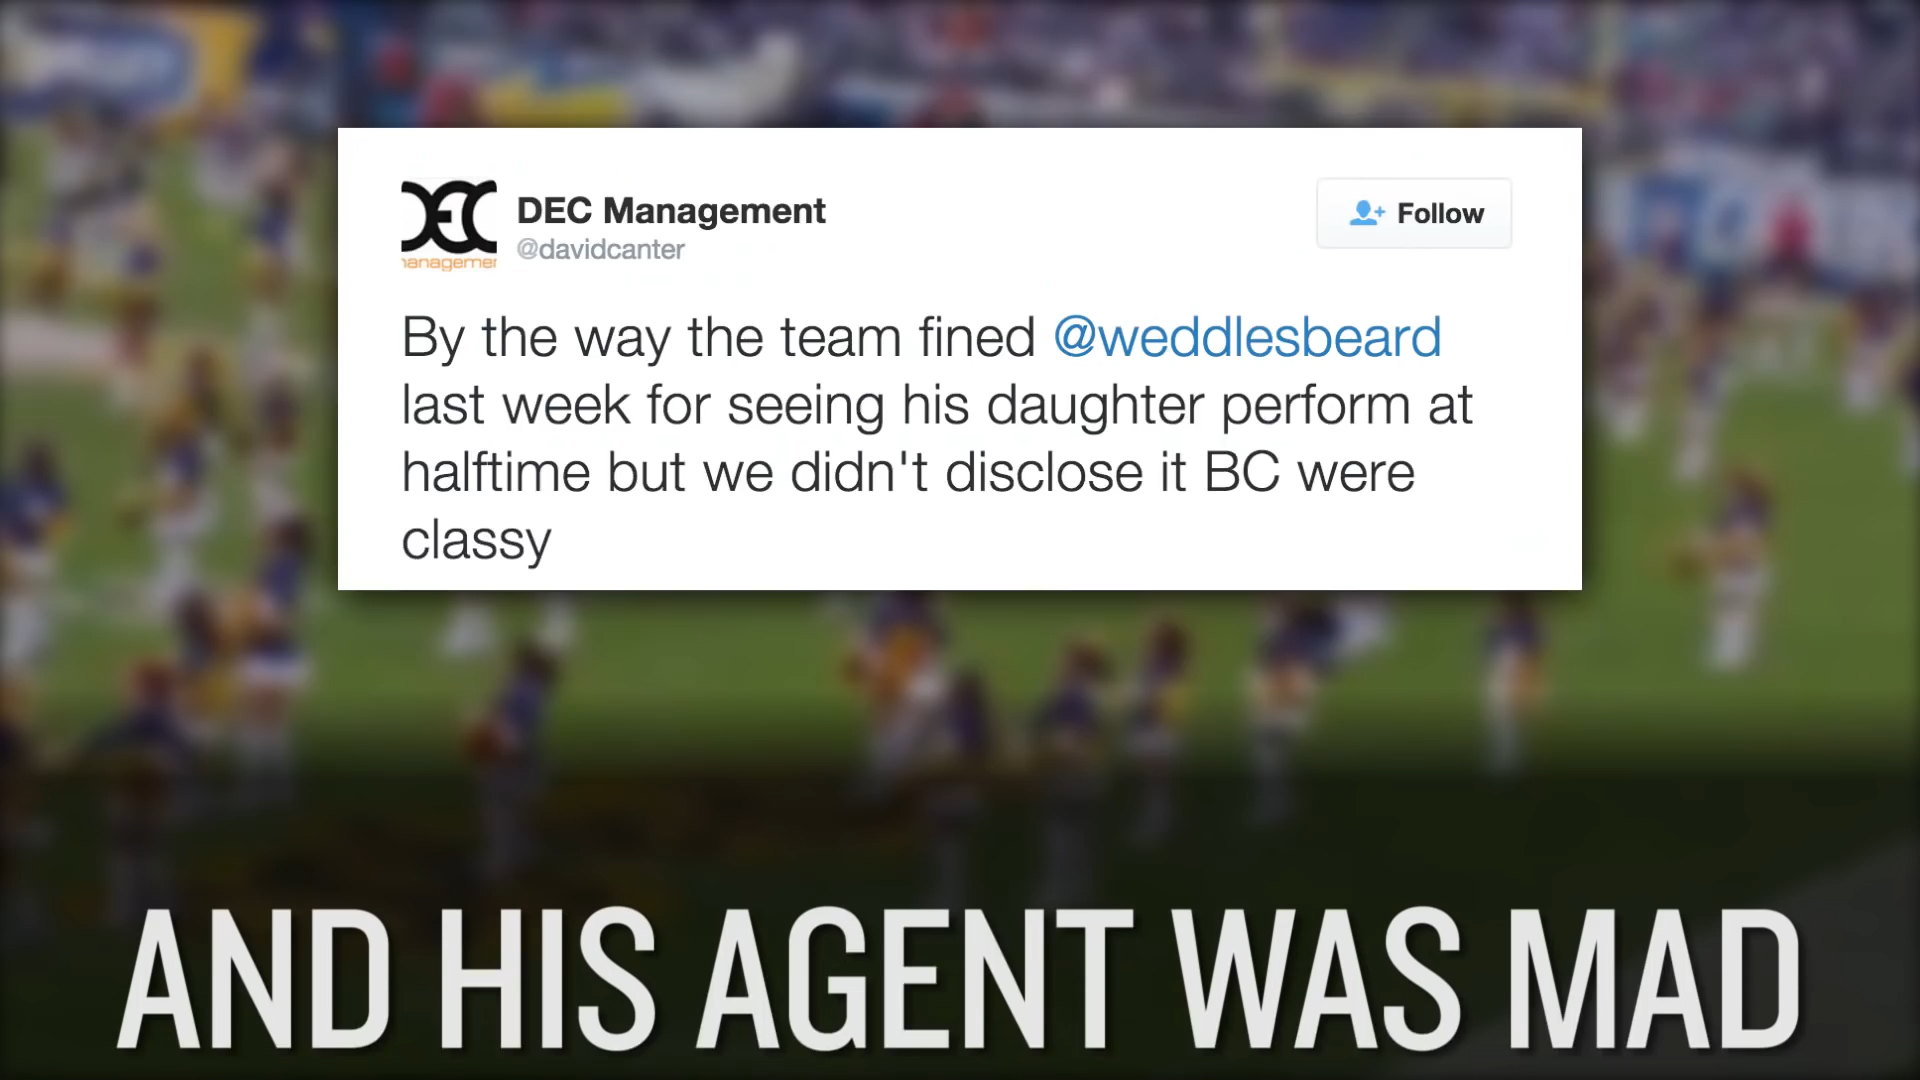 DEC Management
@davidcanter
Follow
By the way the team fined @weddlesbeard
last week for seeing his daughter perform at
halftime but we didn't disclose it BC were
classy
AND HIS AGENT WAS MAD